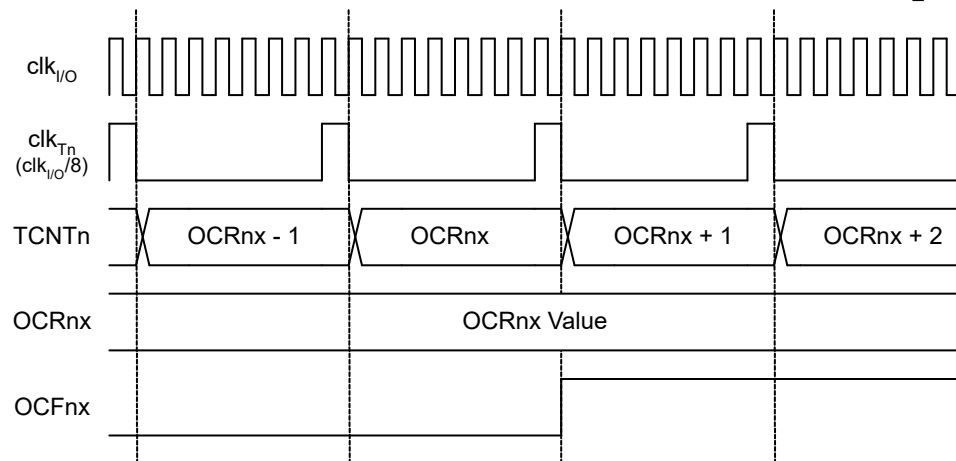 clkI/O
clkTn
(clkI/O/8)
TCNTn OCRnx - 1 OCRnx OCRnx + 1 OCRnx + 2
OCRnx OCRnx Value
OCFnx